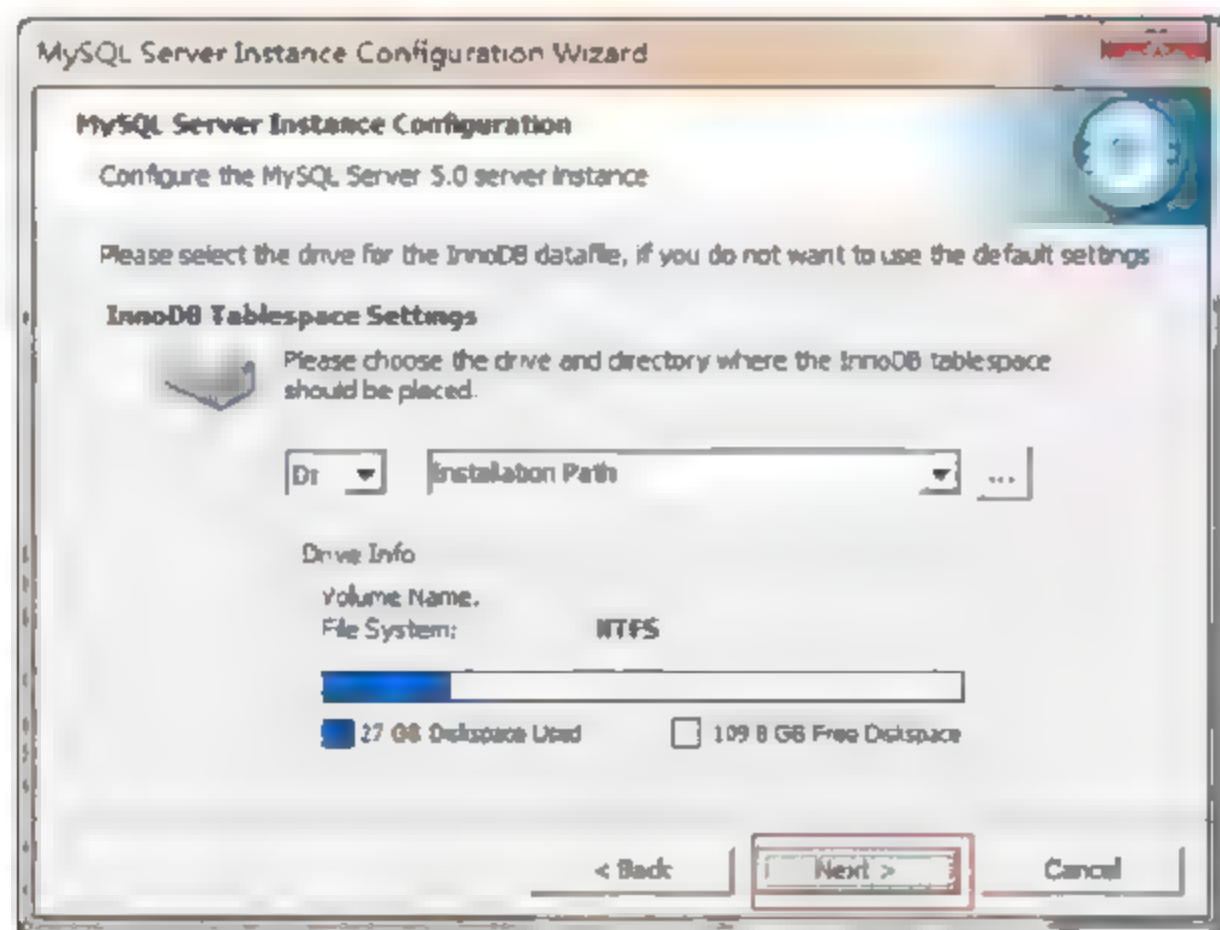 MySQL Server Instance Configuration Wizard
MySQL Server Instance Configuration
Configure the MySQL Server 5.0 server instance
Please select the drive for the InnoDB datafile, if you do not want to use the default settings
InnoDB Tablespace Settings
Please choose the drive and directory where the InnoDB tablespace
should be placed.
Installation Path ...
Drive Info
Volume Name:
File System: NTFS
27 GB Diskspace Used 109.8 GB Free Diskspace
< Back Next > Cancel